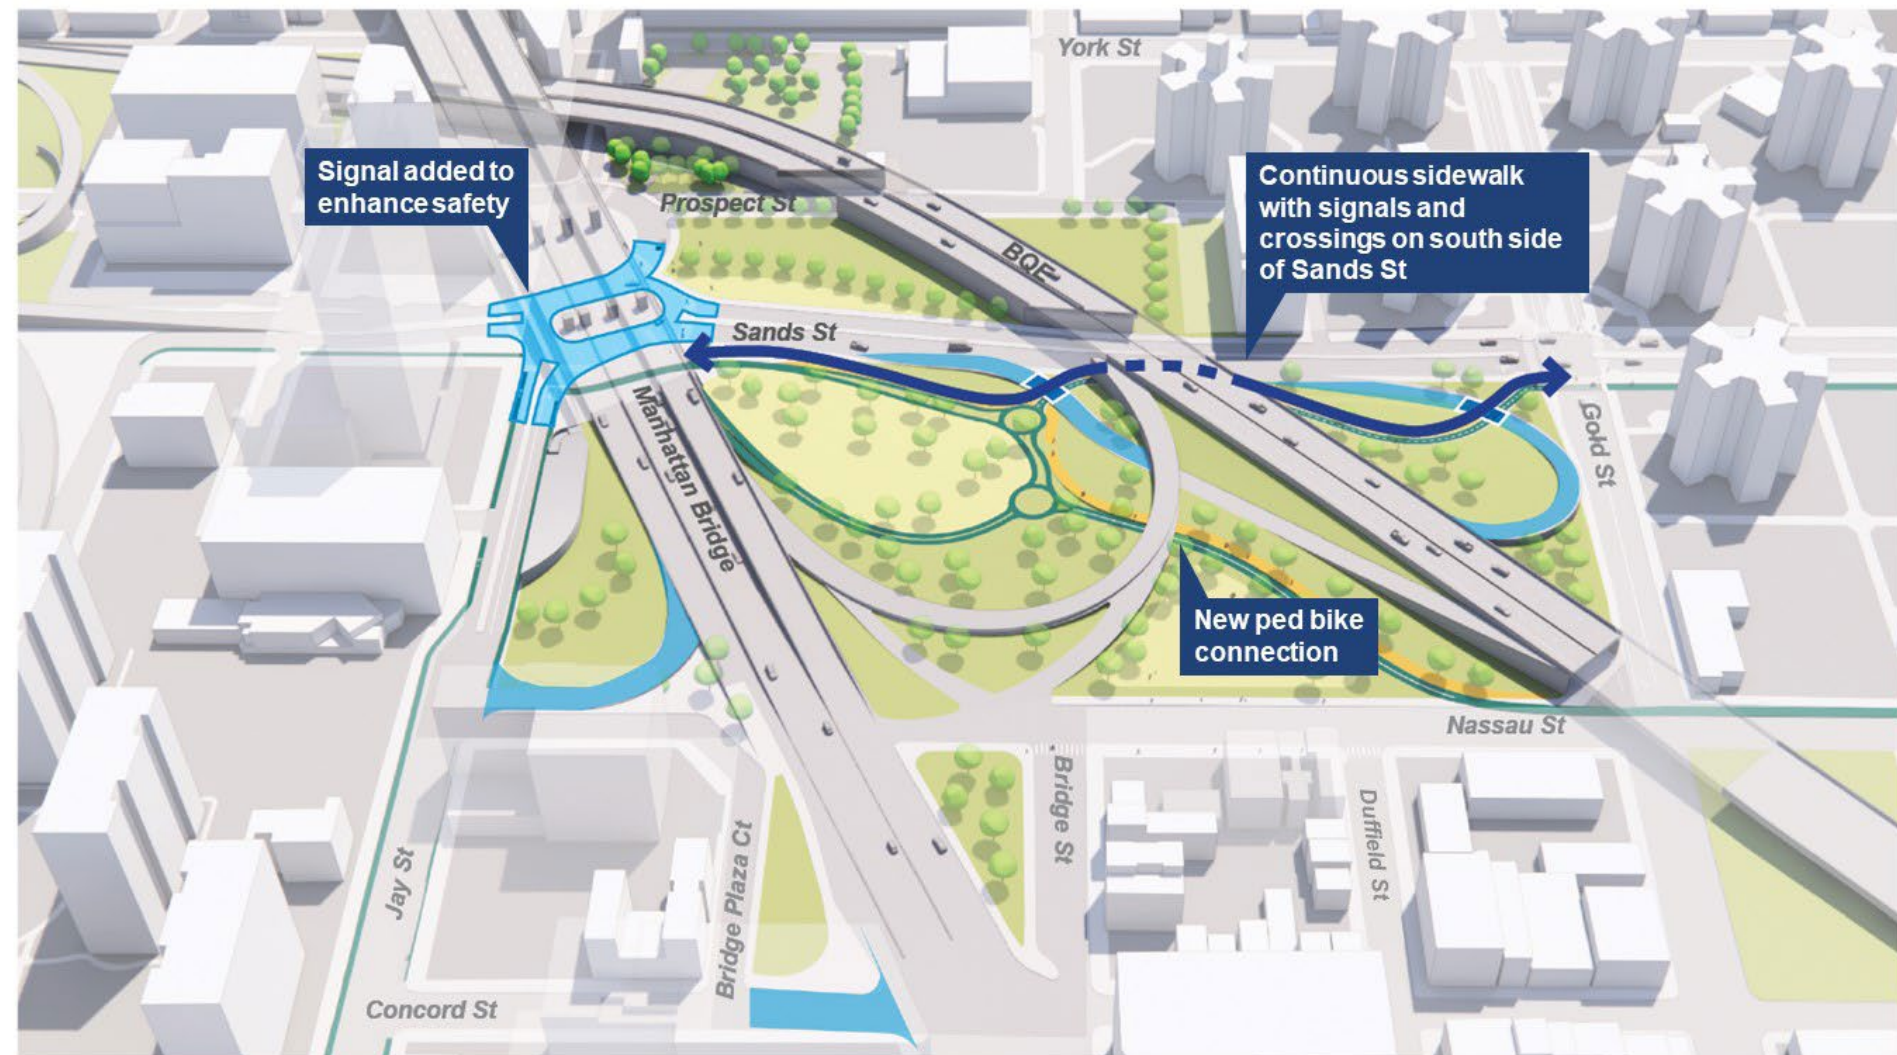 York St
Signal added to
enhance safety
Continuous sidewalk
with signals and
crossings on south side
of Sands St
Prospect St
BQE
Sands St
Manhattan Bridge
Gold St
New ped bike
connection
Nassau St
Bridge St
Duffield St
Jay St
Bridge Plaza Ct
Concord St